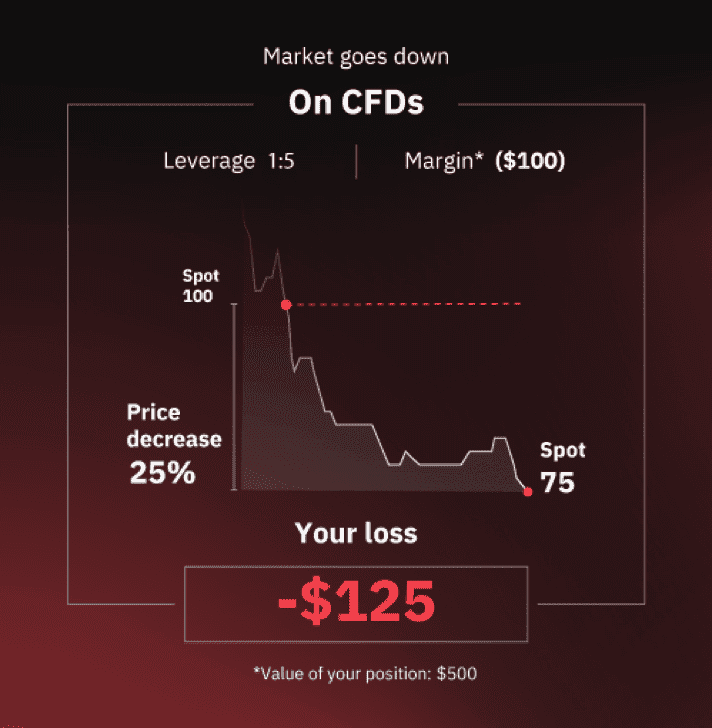 Market goes down
On CFDs
Leverage 1:5
Margin* ($100)
Spot
100
Price
decrease
25%
Spot
75
Your loss
-$125
*Value of your position: $500